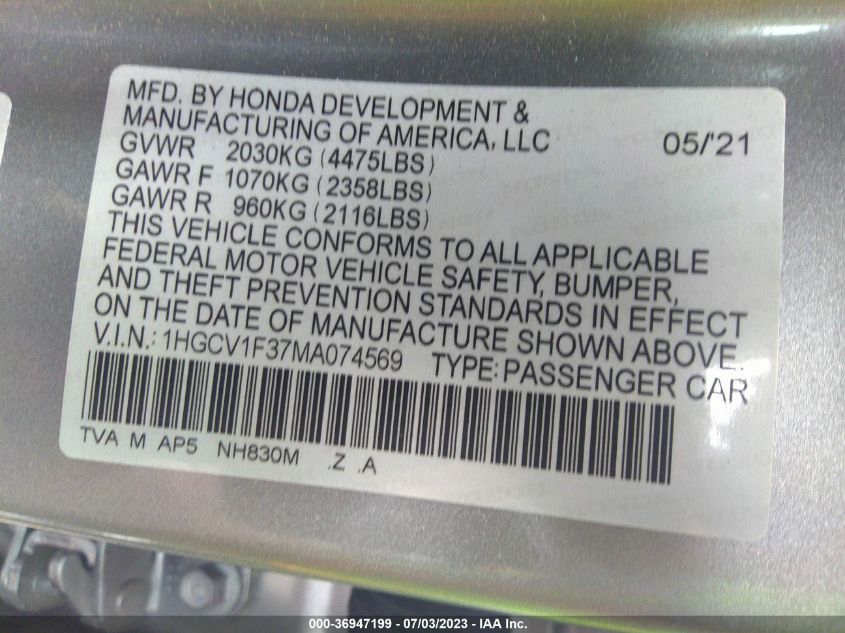 MFD. BY HONDA DEVELOPMENT &
MANUFACTURING OF AMERICA, LLC 05/'21
GVWR 2030KG (4475LBS)
GAWR F 1070KG (2358LBS)
GAWR R 960KG (2116LBS)
THIS VEHICLE CONFORMS TO ALL APPLICABLE
FEDERAL MOTOR VEHICLE SAFETY, BUMPER,
AND THEFT PREVENTION STANDARDS IN EFFECT
ON THE DATE OF MANUFACTURE SHOWN ABOVE.
V.I.N.: 1HGCV1F37MA074569 TYPE: PASSENGER CAR
TVA M AP5 NH830M .Z .A
000-36947199 / 07/03/2023 - IAA Inc.